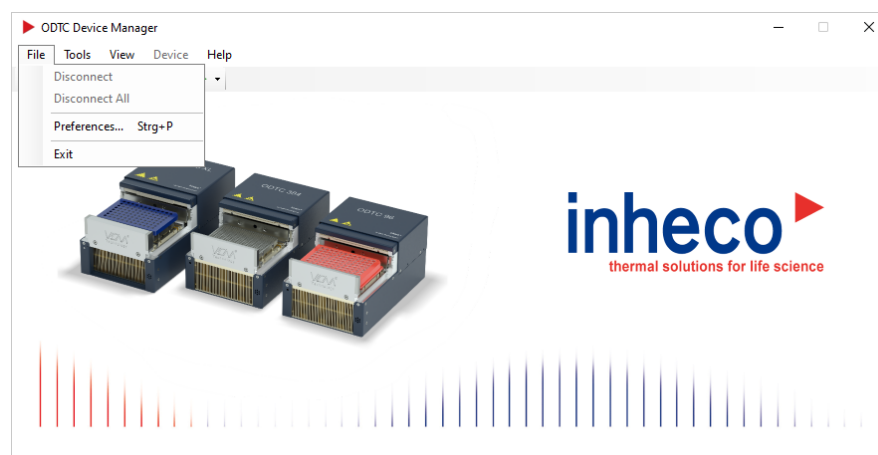 ODTC Device Manager
File Tools View Device Help
Disconnect
Disconnect All
Preferences... Strg+P
Exit
XL
ODTC 384
ODTC 96
inheco
thermal solutions for life science